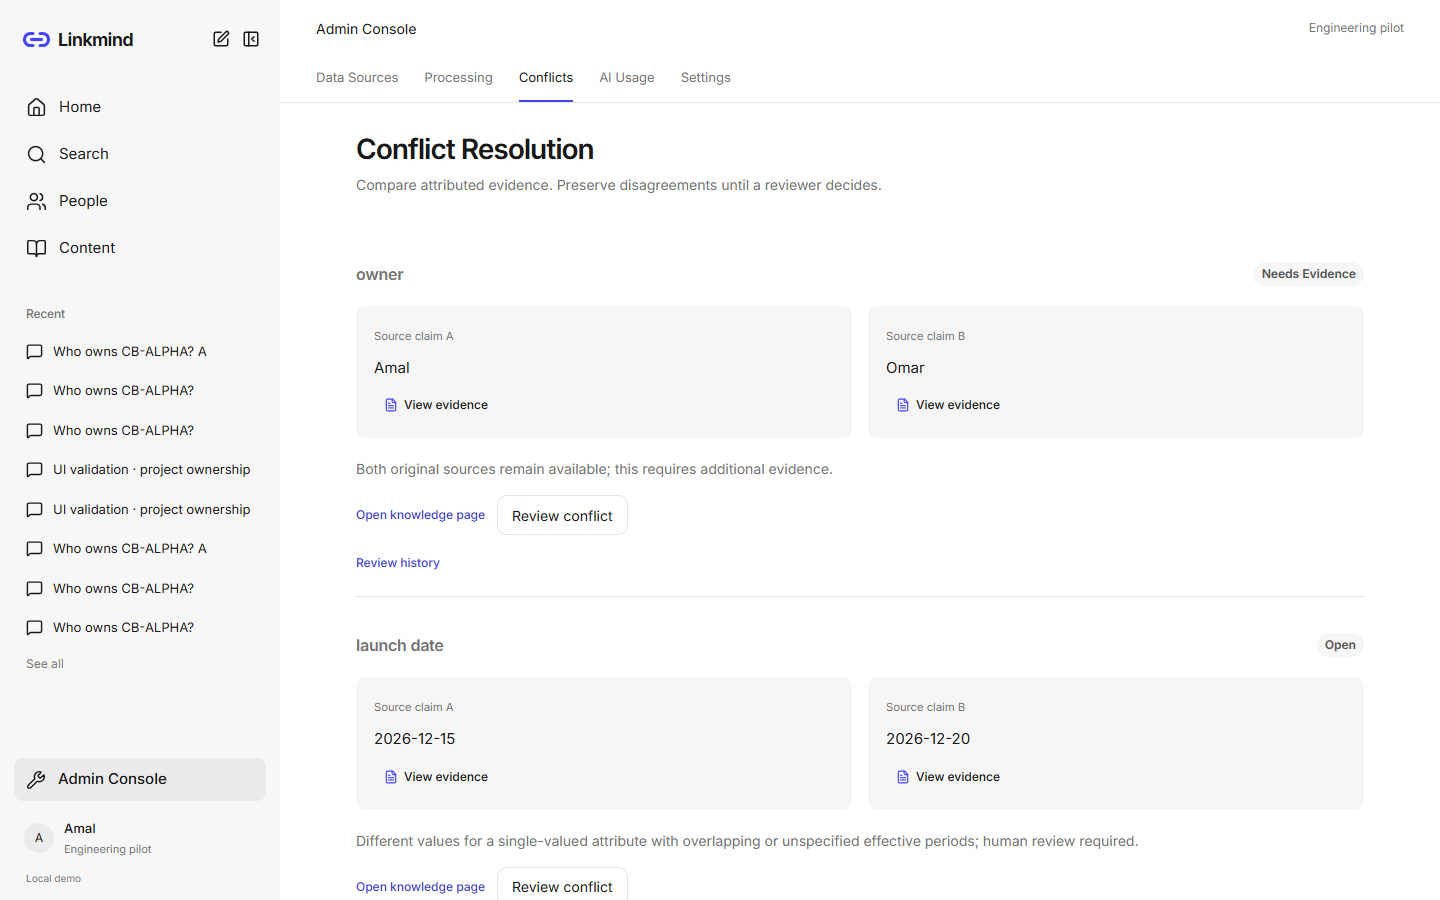 Linkmind
Home
Search
People
Content
Recent
Who owns CB-ALPHA? A
Who owns CB-ALPHA?
Who owns CB-ALPHA?
UI validation · project ownership
UI validation · project ownership
Who owns CB-ALPHA? A
Who owns CB-ALPHA?
Who owns CB-ALPHA?
See all
Admin Console
A
Amal
Engineering pilot
Local demo
Admin Console
Engineering pilot
Data Sources
Processing
Conflicts
AI Usage
Settings
Conflict Resolution
Compare attributed evidence. Preserve disagreements until a reviewer decides.
owner
Needs Evidence
Source claim A
Amal
View evidence
Source claim B
Omar
View evidence
Both original sources remain available; this requires additional evidence.
Open knowledge page
Review conflict
Review history
launch date
Open
Source claim A
2026-12-15
View evidence
Source claim B
2026-12-20
View evidence
Different values for a single-valued attribute with overlapping or unspecified effective periods; human review required.
Open knowledge page
Review conflict